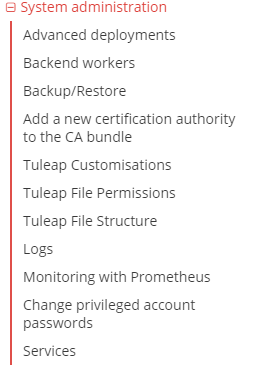 System administration
Advanced deployments
Backend workers
Backup/Restore
Add a new certification authority
to the CA bundle
Tuleap Customisations
Tuleap File Permissions
Tuleap File Structure
Logs
Monitoring with Prometheus
Change privileged account
passwords
Services